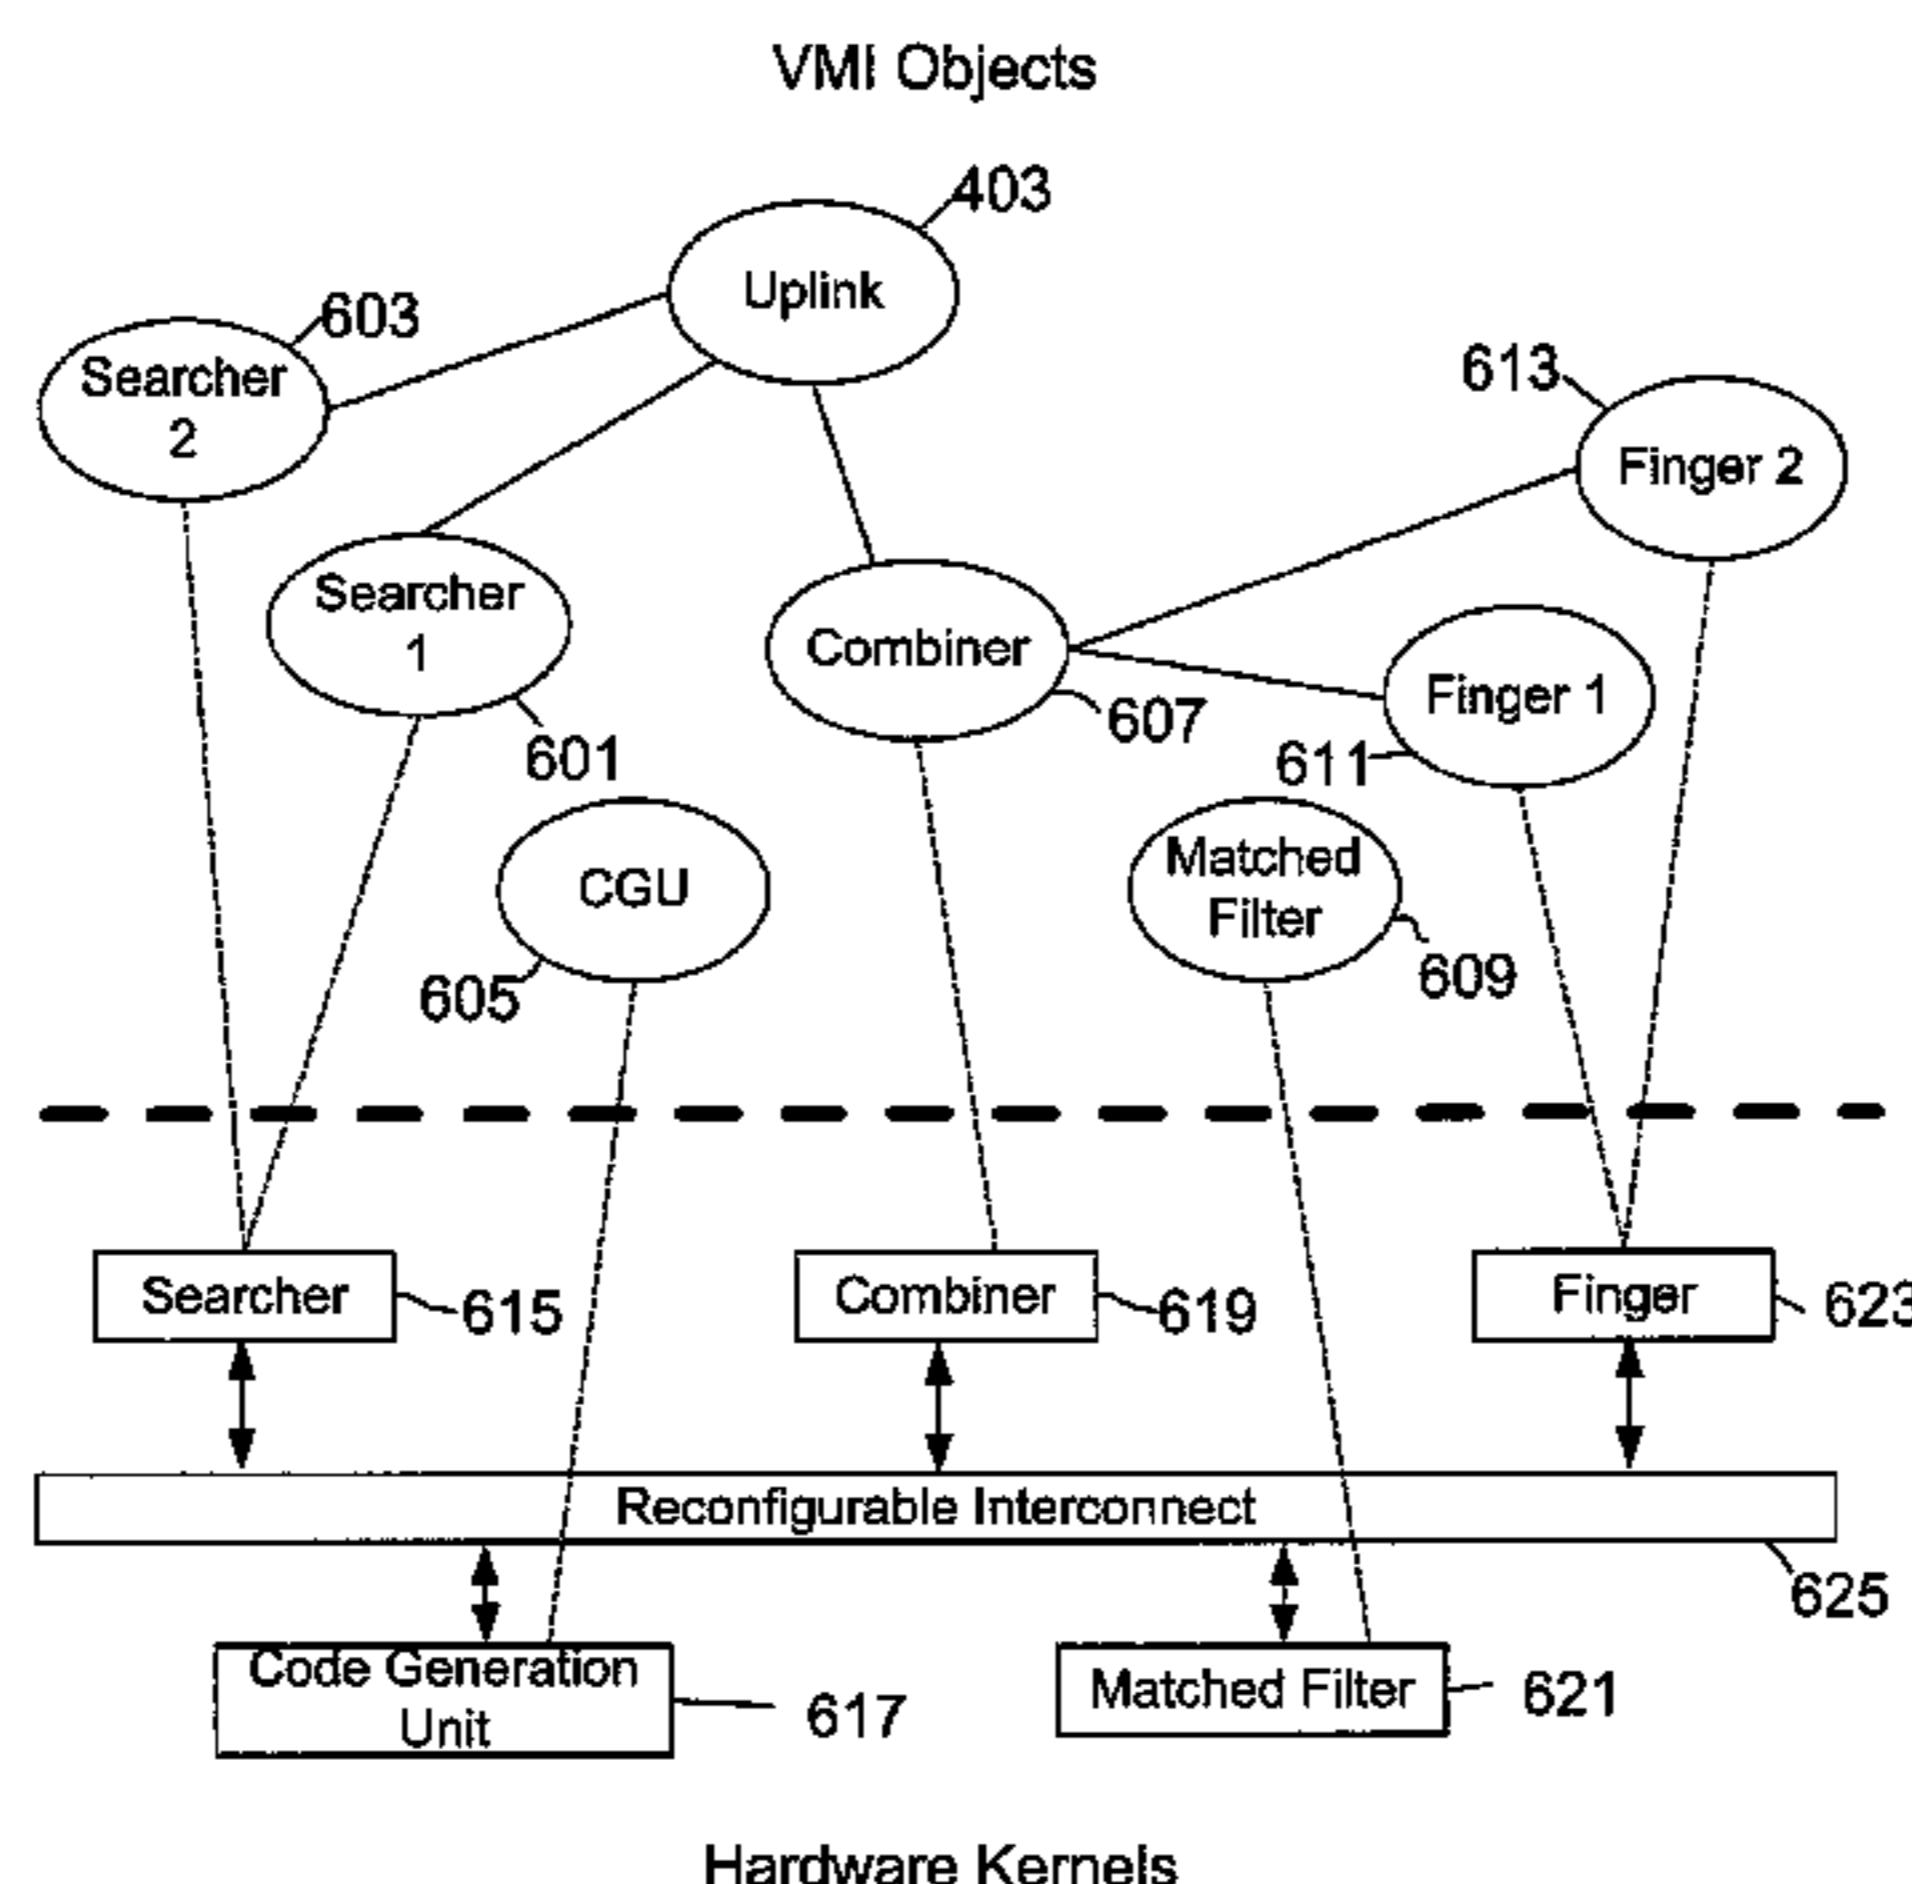 VMI Objects
403
Uplink
603
Searcher
2
613
Finger 2
Searcher
1
601
Combiner
607
Finger 1
611
CGU
605
Matched
Filter
609
Searcher
615
Combiner
619
Finger
623
Reconfigurable Interconnect
625
Code Generation
Unit
617
Matched Filter
621
Hardware Kernels